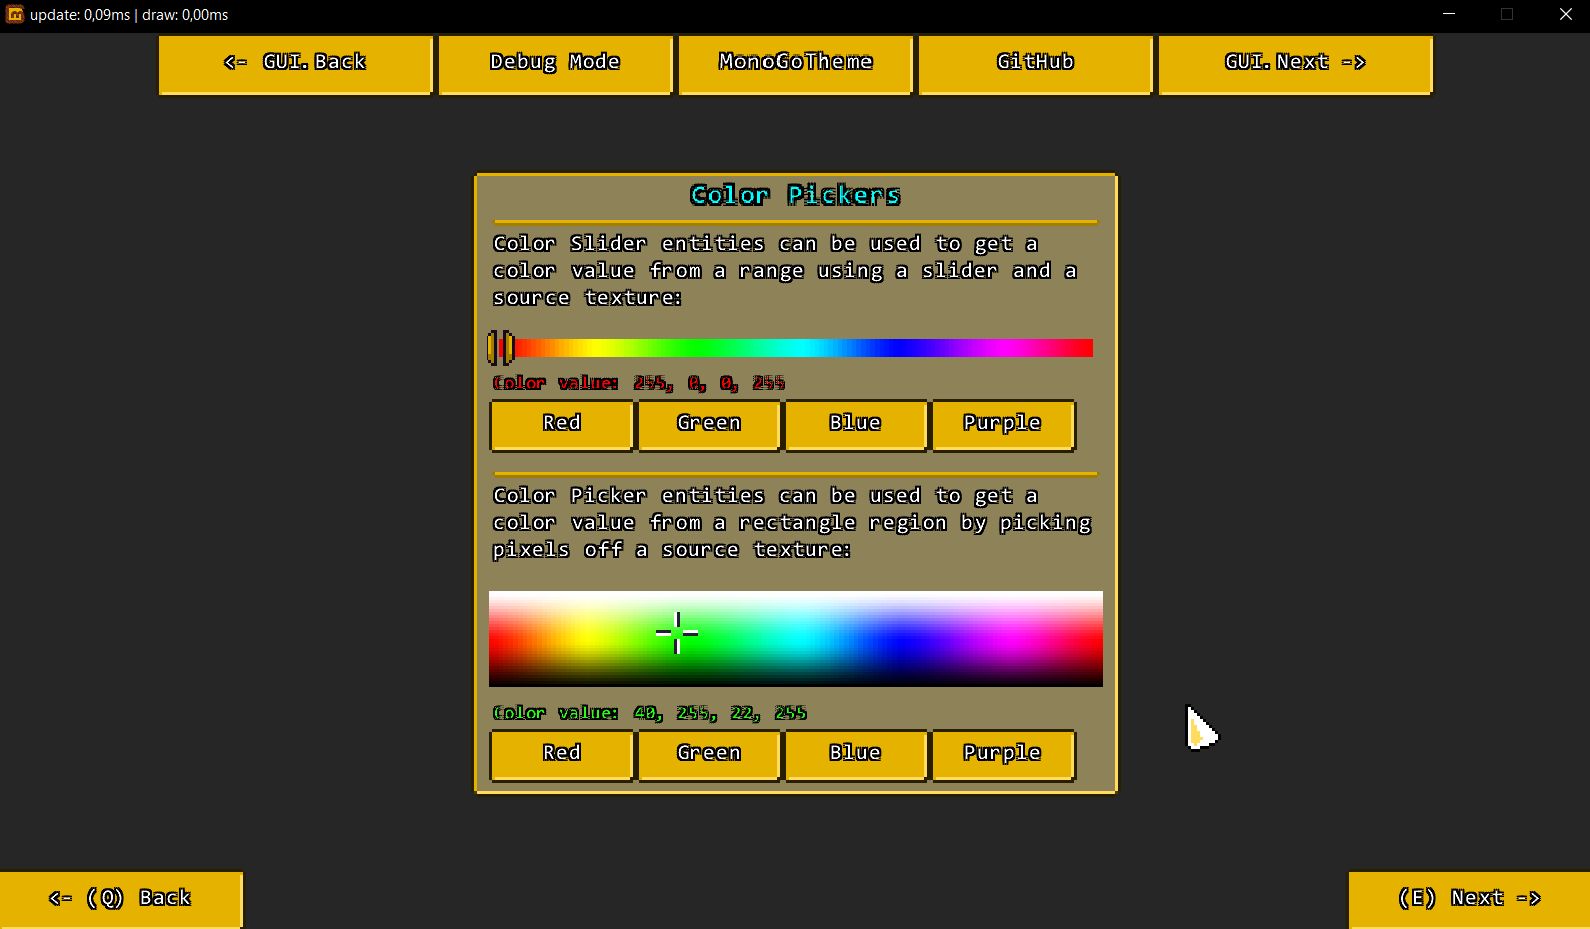 update: 0,09ms | draw: 0,00ms
<- GUI.Back
Debug Mode
MonoGoTheme
GitHub
GUI.Next ->
Color Pickers
Color Slider entities can be used to get a
color value from a range using a slider and a
source texture:
Color value: 255, 0, 0, 255
Red
Green
Blue
Purple
Color Picker entities can be used to get a
color value from a rectangle region by picking
pixels off a source texture:
Color value: 40, 255, 22, 255
Red
Green
Blue
Purple
<- (Q) Back
(E) Next ->